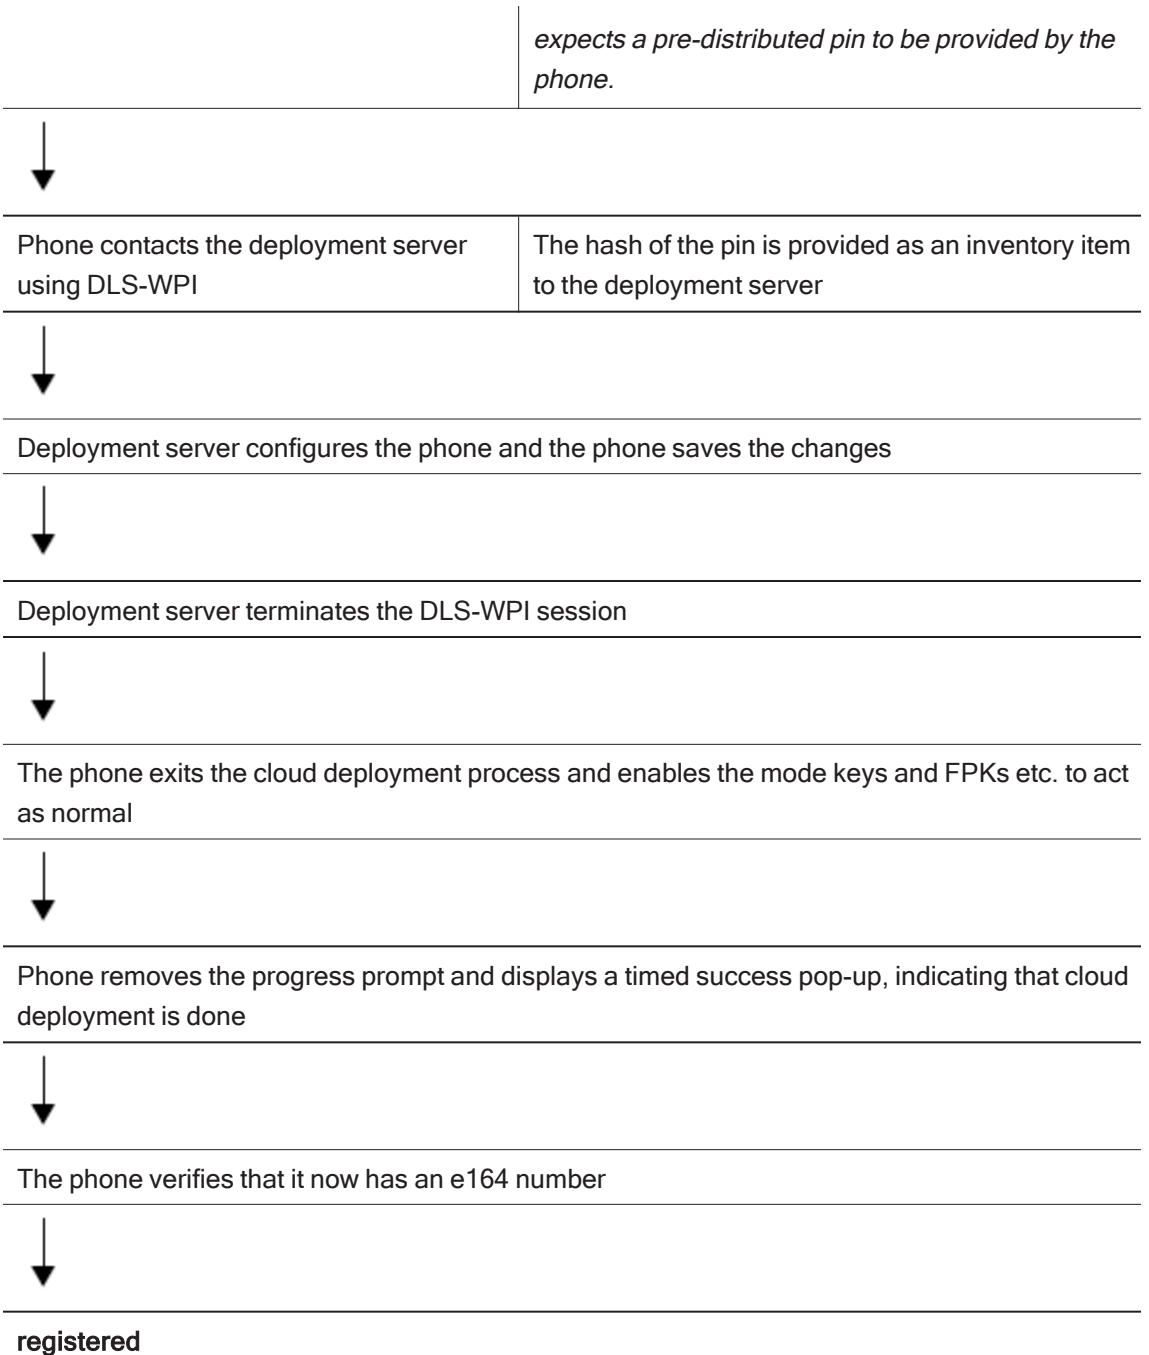 expects a pre-distributed pin to be provided by the
phone.
Phone contacts the deployment server
using DLS-WPI
The hash of the pin is provided as an inventory item
to the deployment server
Deployment server configures the phone and the phone saves the changes
Deployment server terminates the DLS-WPI session
The phone exits the cloud deployment process and enables the mode keys and FPKs etc. to act
as normal
Phone removes the progress prompt and displays a timed success pop-up, indicating that cloud
deployment is done
The phone verifies that it now has an e164 number
registered